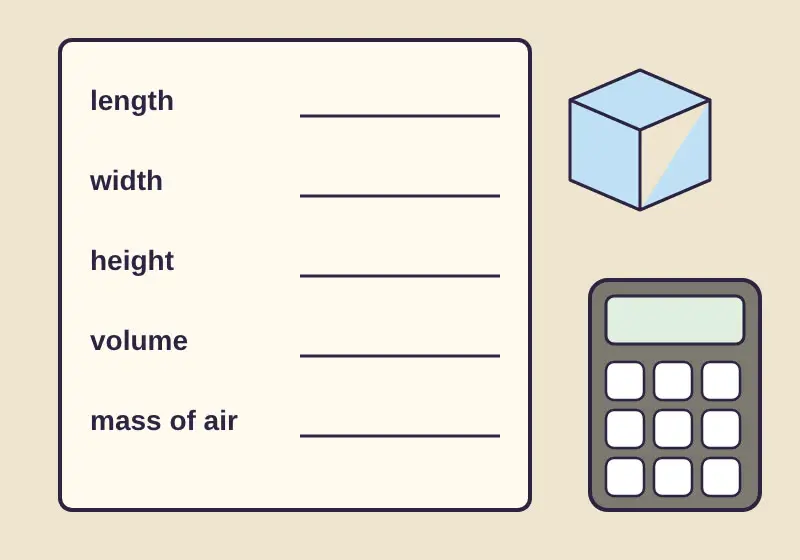 length
width
height
volume
mass of air